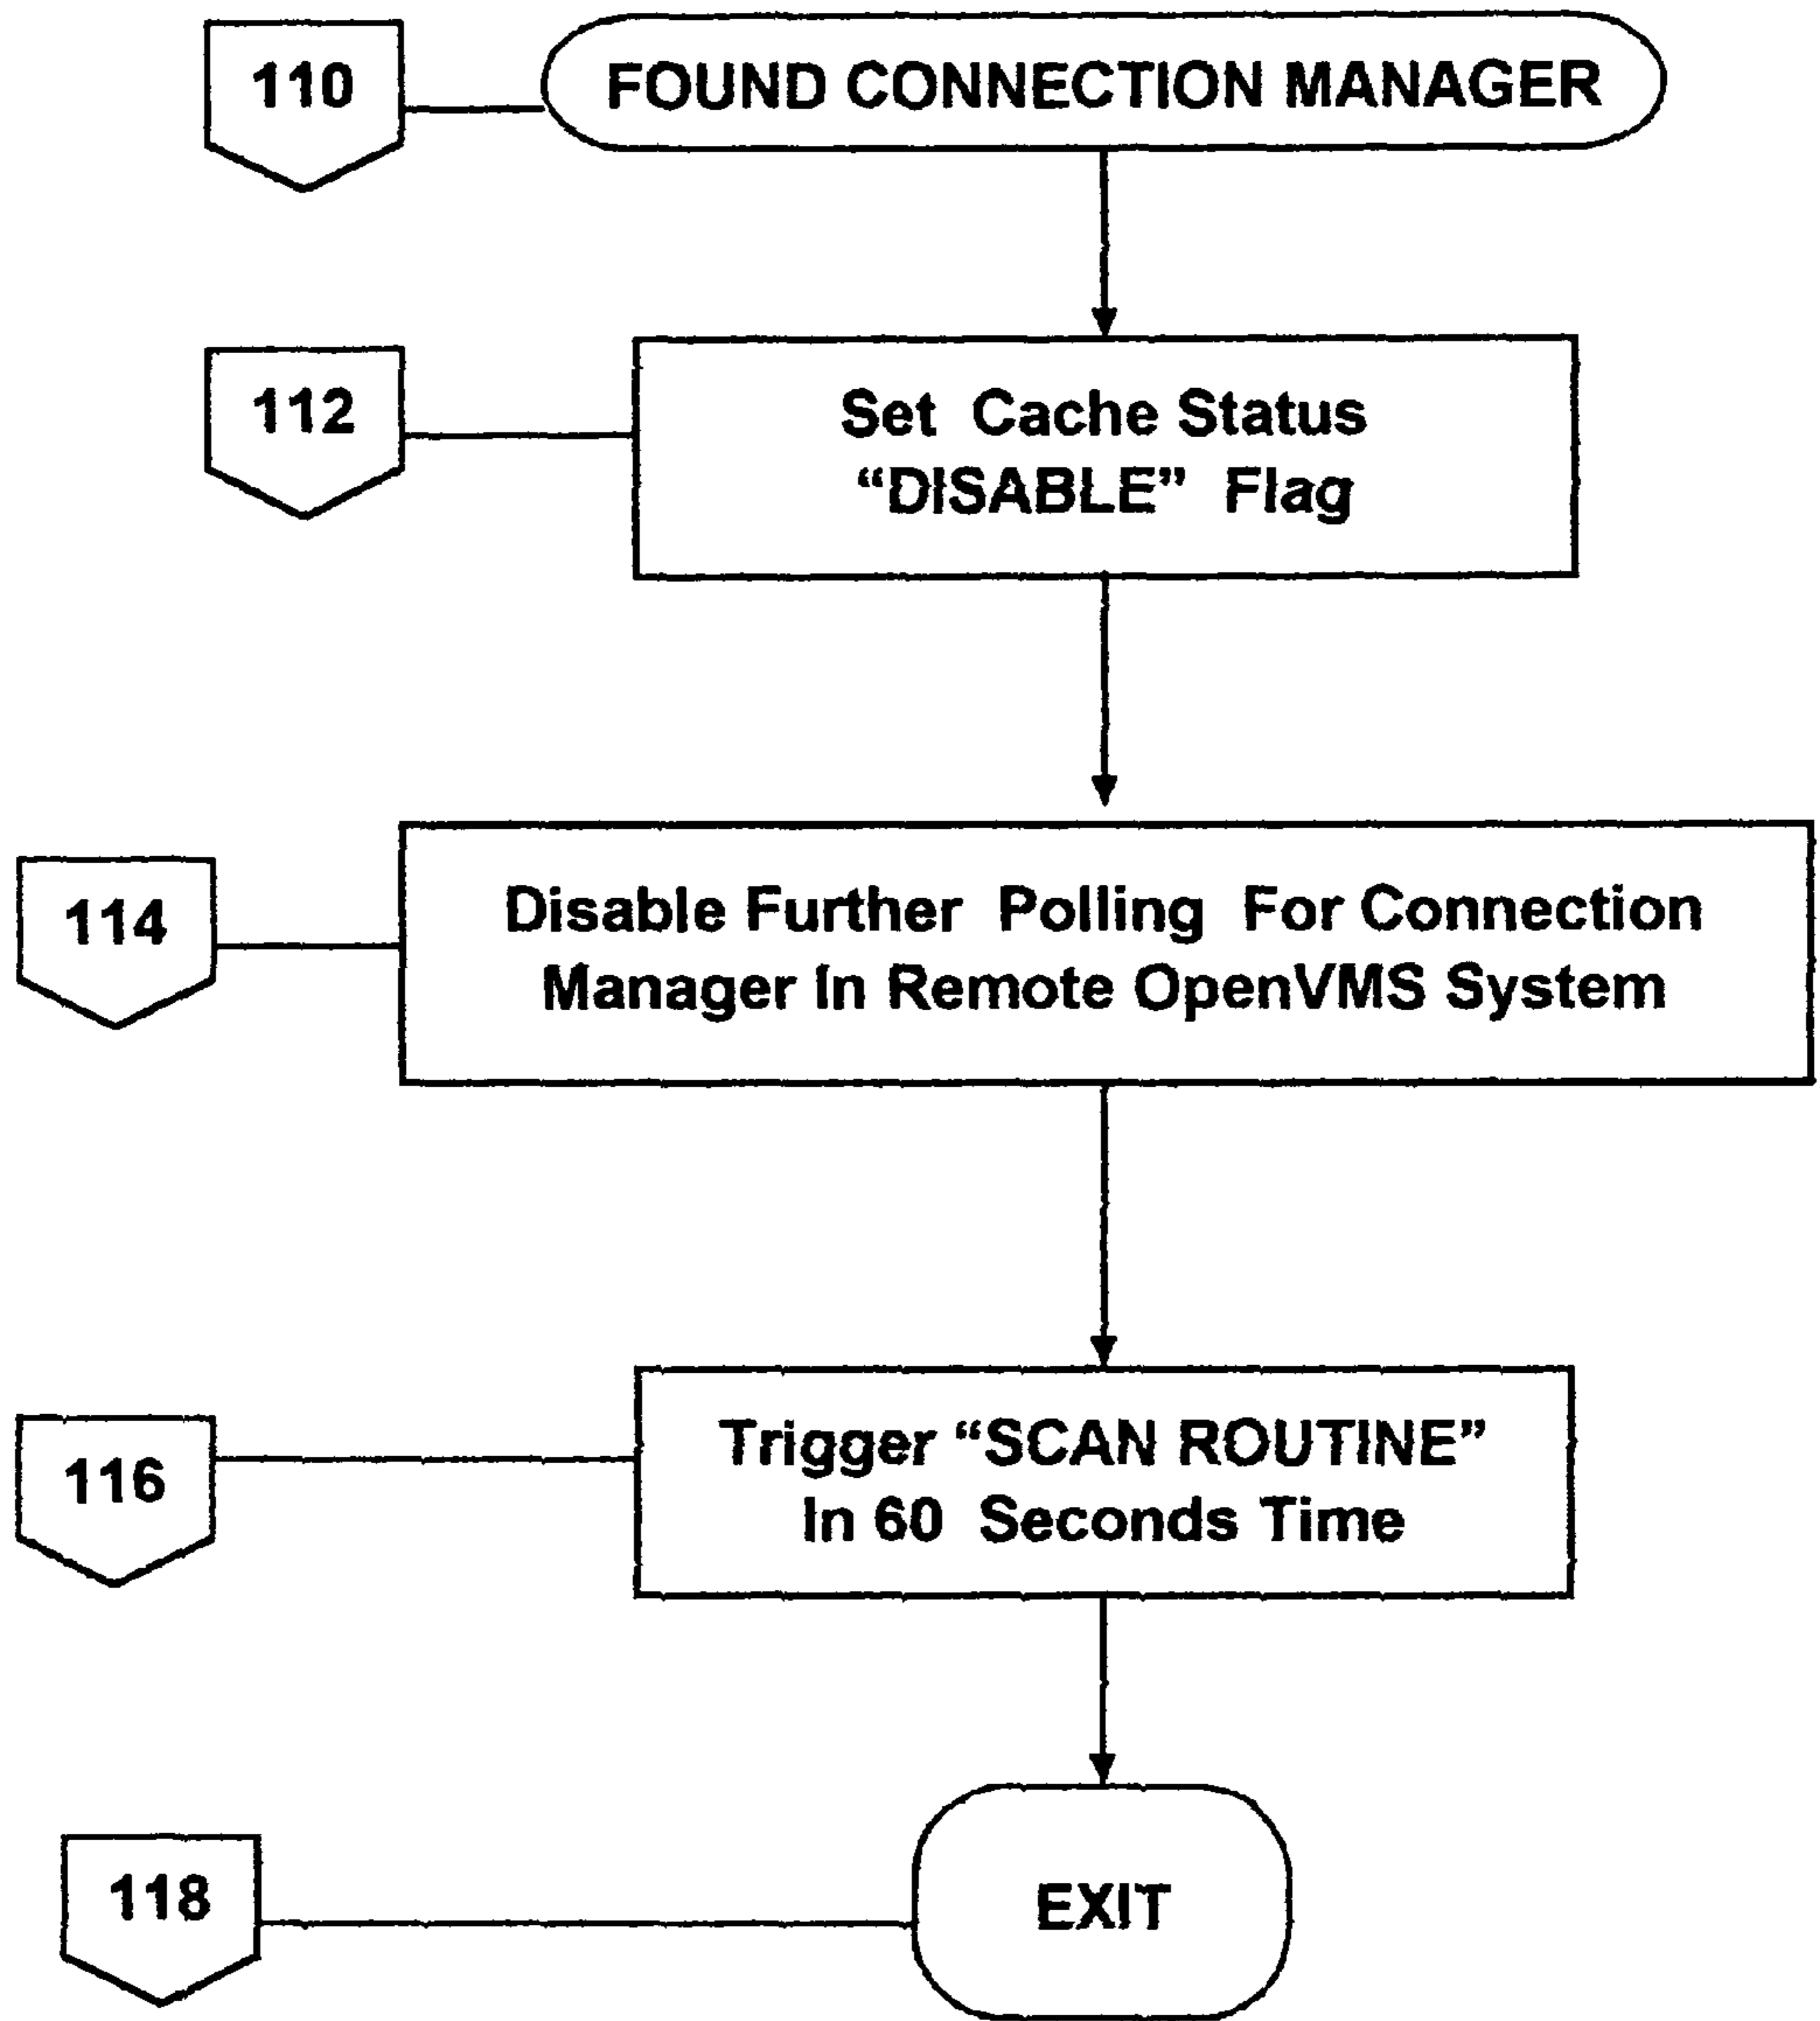 110
FOUND CONNECTION MANAGER
112
Set Cache Status
“DISABLE” Flag
114
Disable Further Polling For Connection
Manager In Remote OpenVMS System
116
Trigger “SCAN ROUTINE”
In 60 Seconds Time
118
EXIT